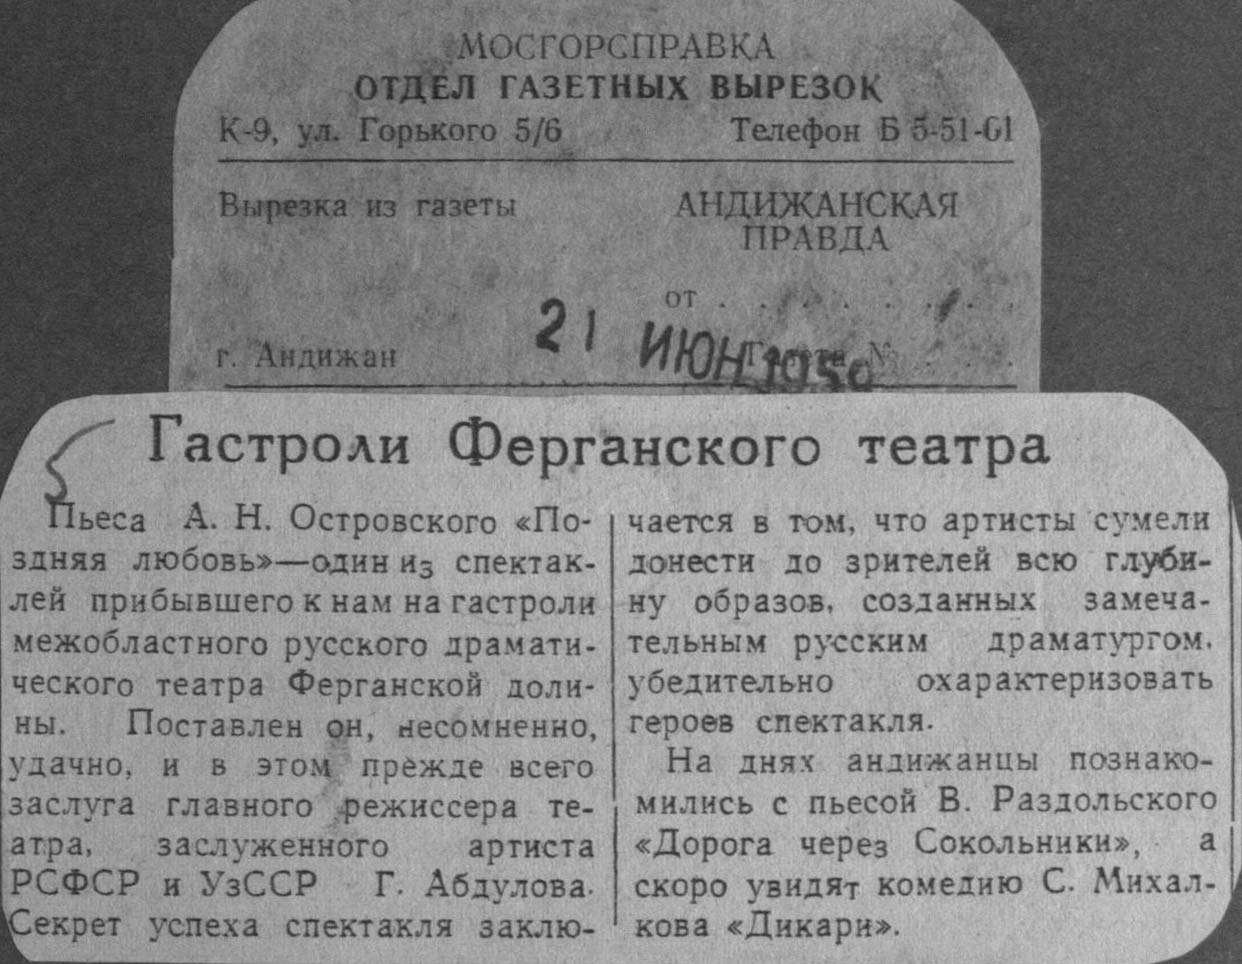 МОСГОРСПРАВКА
ОТДЕЛ ГАЗЕТНЫХ ВЫРЕЗОК
К-9, ул. Горького 5/6 Телефон Б 5-51-61
Вырезка из газеты АНДИЖАНСКАЯ
ПРАВДА
от . . . . . . . .
21 ИЮН
г. Андижан Газета № . . . .
Гастроли Ферганского театра
Пьеса А. Н. Островского «По-
здняя любовь»—один из спектак-
лей прибывшего к нам на гастроли
межобластного русского драмати-
ческого театра Ферганской доли-
ны. Поставлен он, несомненно,
удачно, и в этом прежде всего
заслуга главного режиссера те-
атра, заслуженного артиста
РСФСР и УзССР Г. Абдулова.
Секрет успеха спектакля заклю-
чается в том, что артисты сумели
донести до зрителей всю глуби-
ну образов, созданных замеча-
тельным русским драматургом,
убедительно охарактеризовать
героев спектакля.
На днях андижанцы познако-
мились с пьесой В. Раздольского
«Дорога через Сокольники», а
скоро увидят комедию С. Михал-
кова «Дикари».